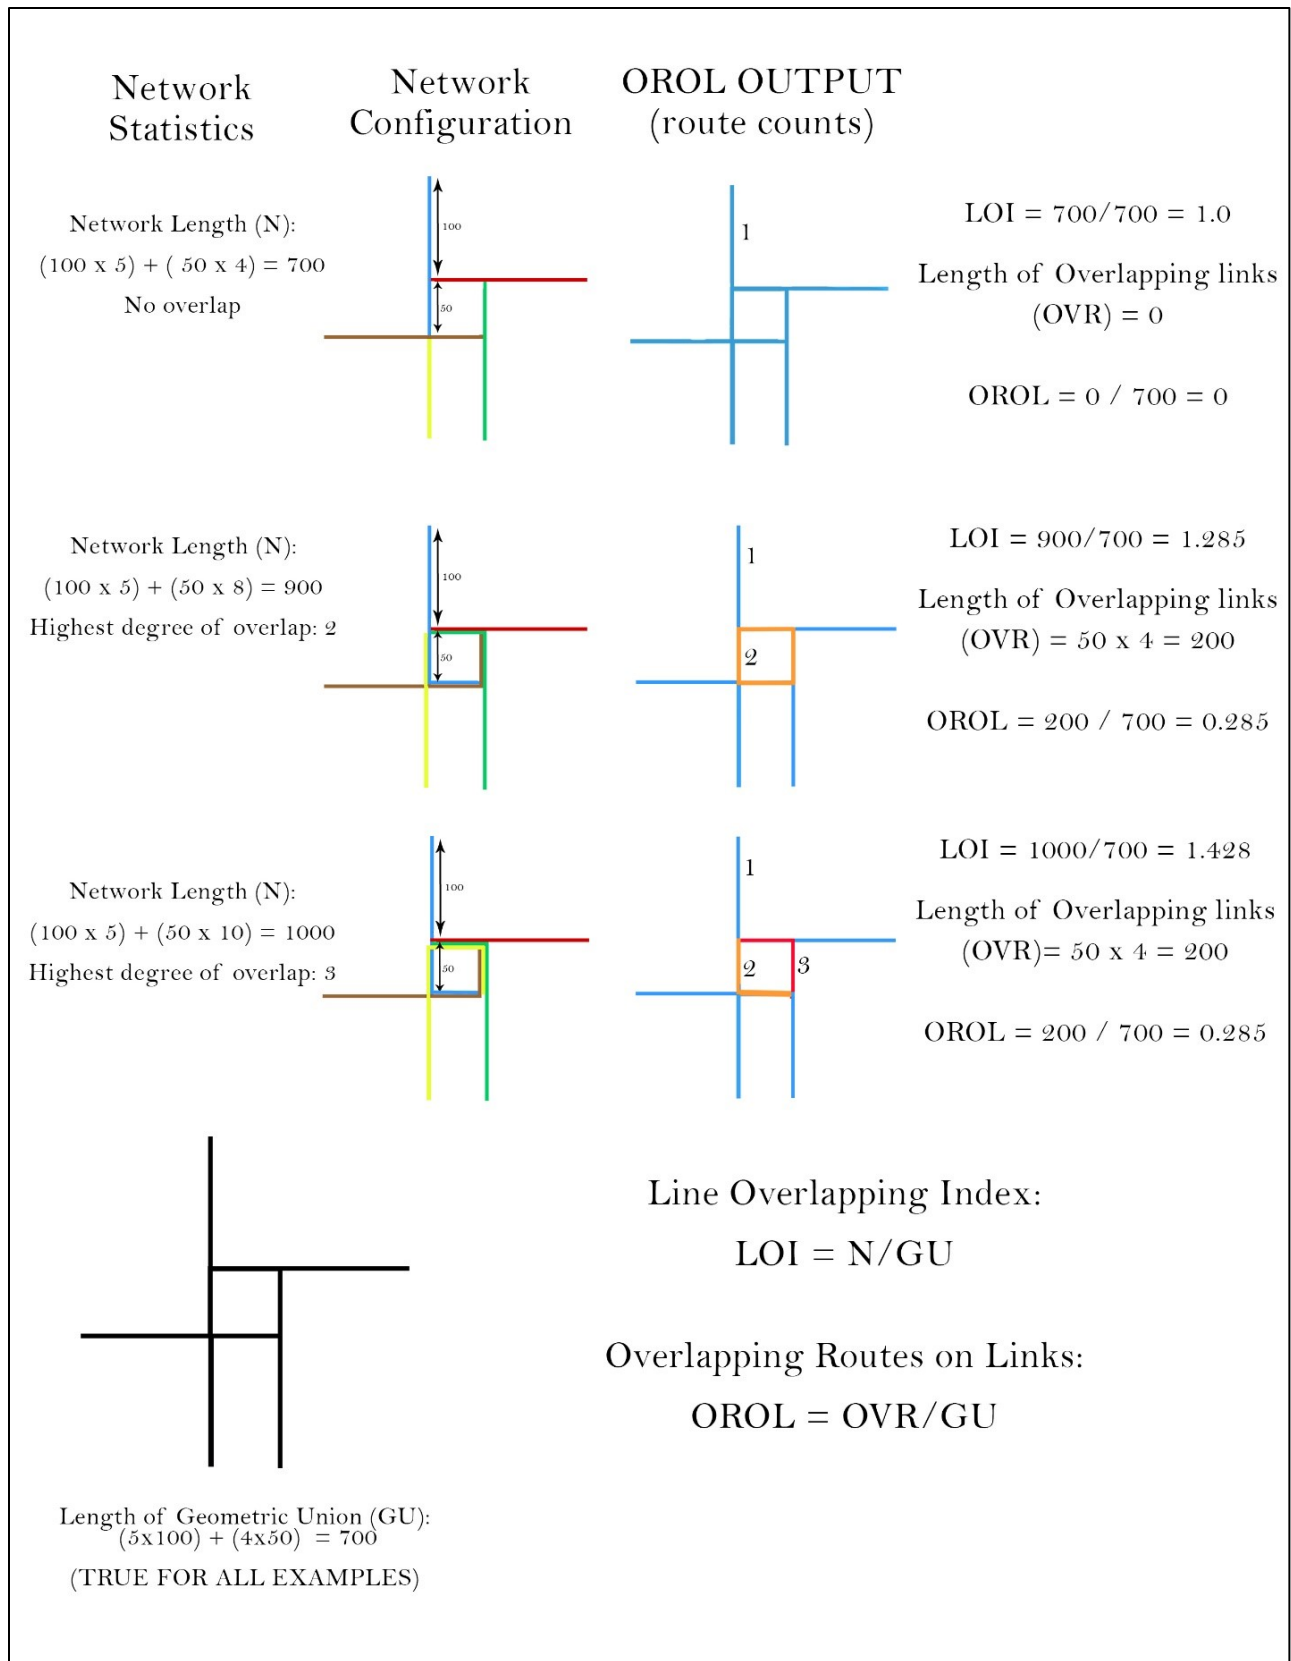 Network
Statistics
Network
Configuration
OROL OUTPUT
(route counts)
Network Length (N):
(100 x 5) + ( 50 x 4) = 700
No overlap
100
50
1
LOI = 700/700 = 1.0
Length of Overlapping links
(OVR) = 0
OROL = 0 / 700 = 0
Network Length (N):
(100 x 5) + (50 x 8) = 900
Highest degree of overlap: 2
100
50
1
2
LOI = 900/700 = 1.285
Length of Overlapping links
(OVR) = 50 x 4 = 200
OROL = 200 / 700 = 0.285
Network Length (N):
(100 x 5) + (50 x 10) = 1000
Highest degree of overlap: 3
100
50
1
2
3
LOI = 1000/700 = 1.428
Length of Overlapping links
(OVR)= 50 x 4 = 200
OROL = 200 / 700 = 0.285
Line Overlapping Index:
LOI = N/GU
Overlapping Routes on Links:
OROL = OVR/GU
Length of Geometric Union (GU):
(5x100) + (4x50) = 700
(TRUE FOR ALL EXAMPLES)